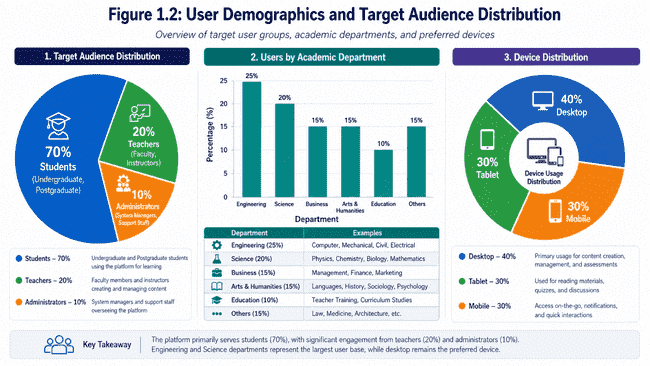 Figure 1.2: User Demographics and Target Audience Distribution
Overview of target user groups, academic departments, and preferred devices
1. Target Audience Distribution
70%
Students
(Undergraduate,
Postgraduate)
20%
Teachers
(Faculty,
Instructors)
10%
Administrators
(System Managers,
Support Staff)
Students – 70%
Undergraduate and Postgraduate students
using the platform for learning
Teachers – 20%
Faculty members and instructors
creating and managing content
Administrators – 10%
System managers and support staff
overseeing the platform
2. Users by Academic Department
Percentage (%)
25
20
15
10
5
0
25%
20%
15%
15%
10%
15%
Engineering
Science
Business
Arts &
Humanities
Education
Others
Department
Department Examples
Engineering (25%) Computer, Mechanical, Civil, Electrical
Science (20%) Physics, Chemistry, Biology, Mathematics
Business (15%) Management, Finance, Marketing
Arts & Humanities (15%) Languages, History, Sociology, Psychology
Education (10%) Teacher Training, Curriculum Studies
Others (15%) Law, Medicine, Architecture, etc.
3. Device Distribution
40%
Desktop
30%
Tablet
30%
Mobile
Device Usage
Distribution
Desktop – 40%
Primary usage for content creation,
management, and assessments
Tablet – 30%
Used for reading materials,
quizzes, and discussions
Mobile – 30%
Access on-the-go, notifications,
and quick interactions
Key Takeaway
The platform primarily serves students (70%), with significant engagement from teachers (20%) and administrators (10%).
Engineering and Science departments represent the largest user base, while desktop remains the preferred device.